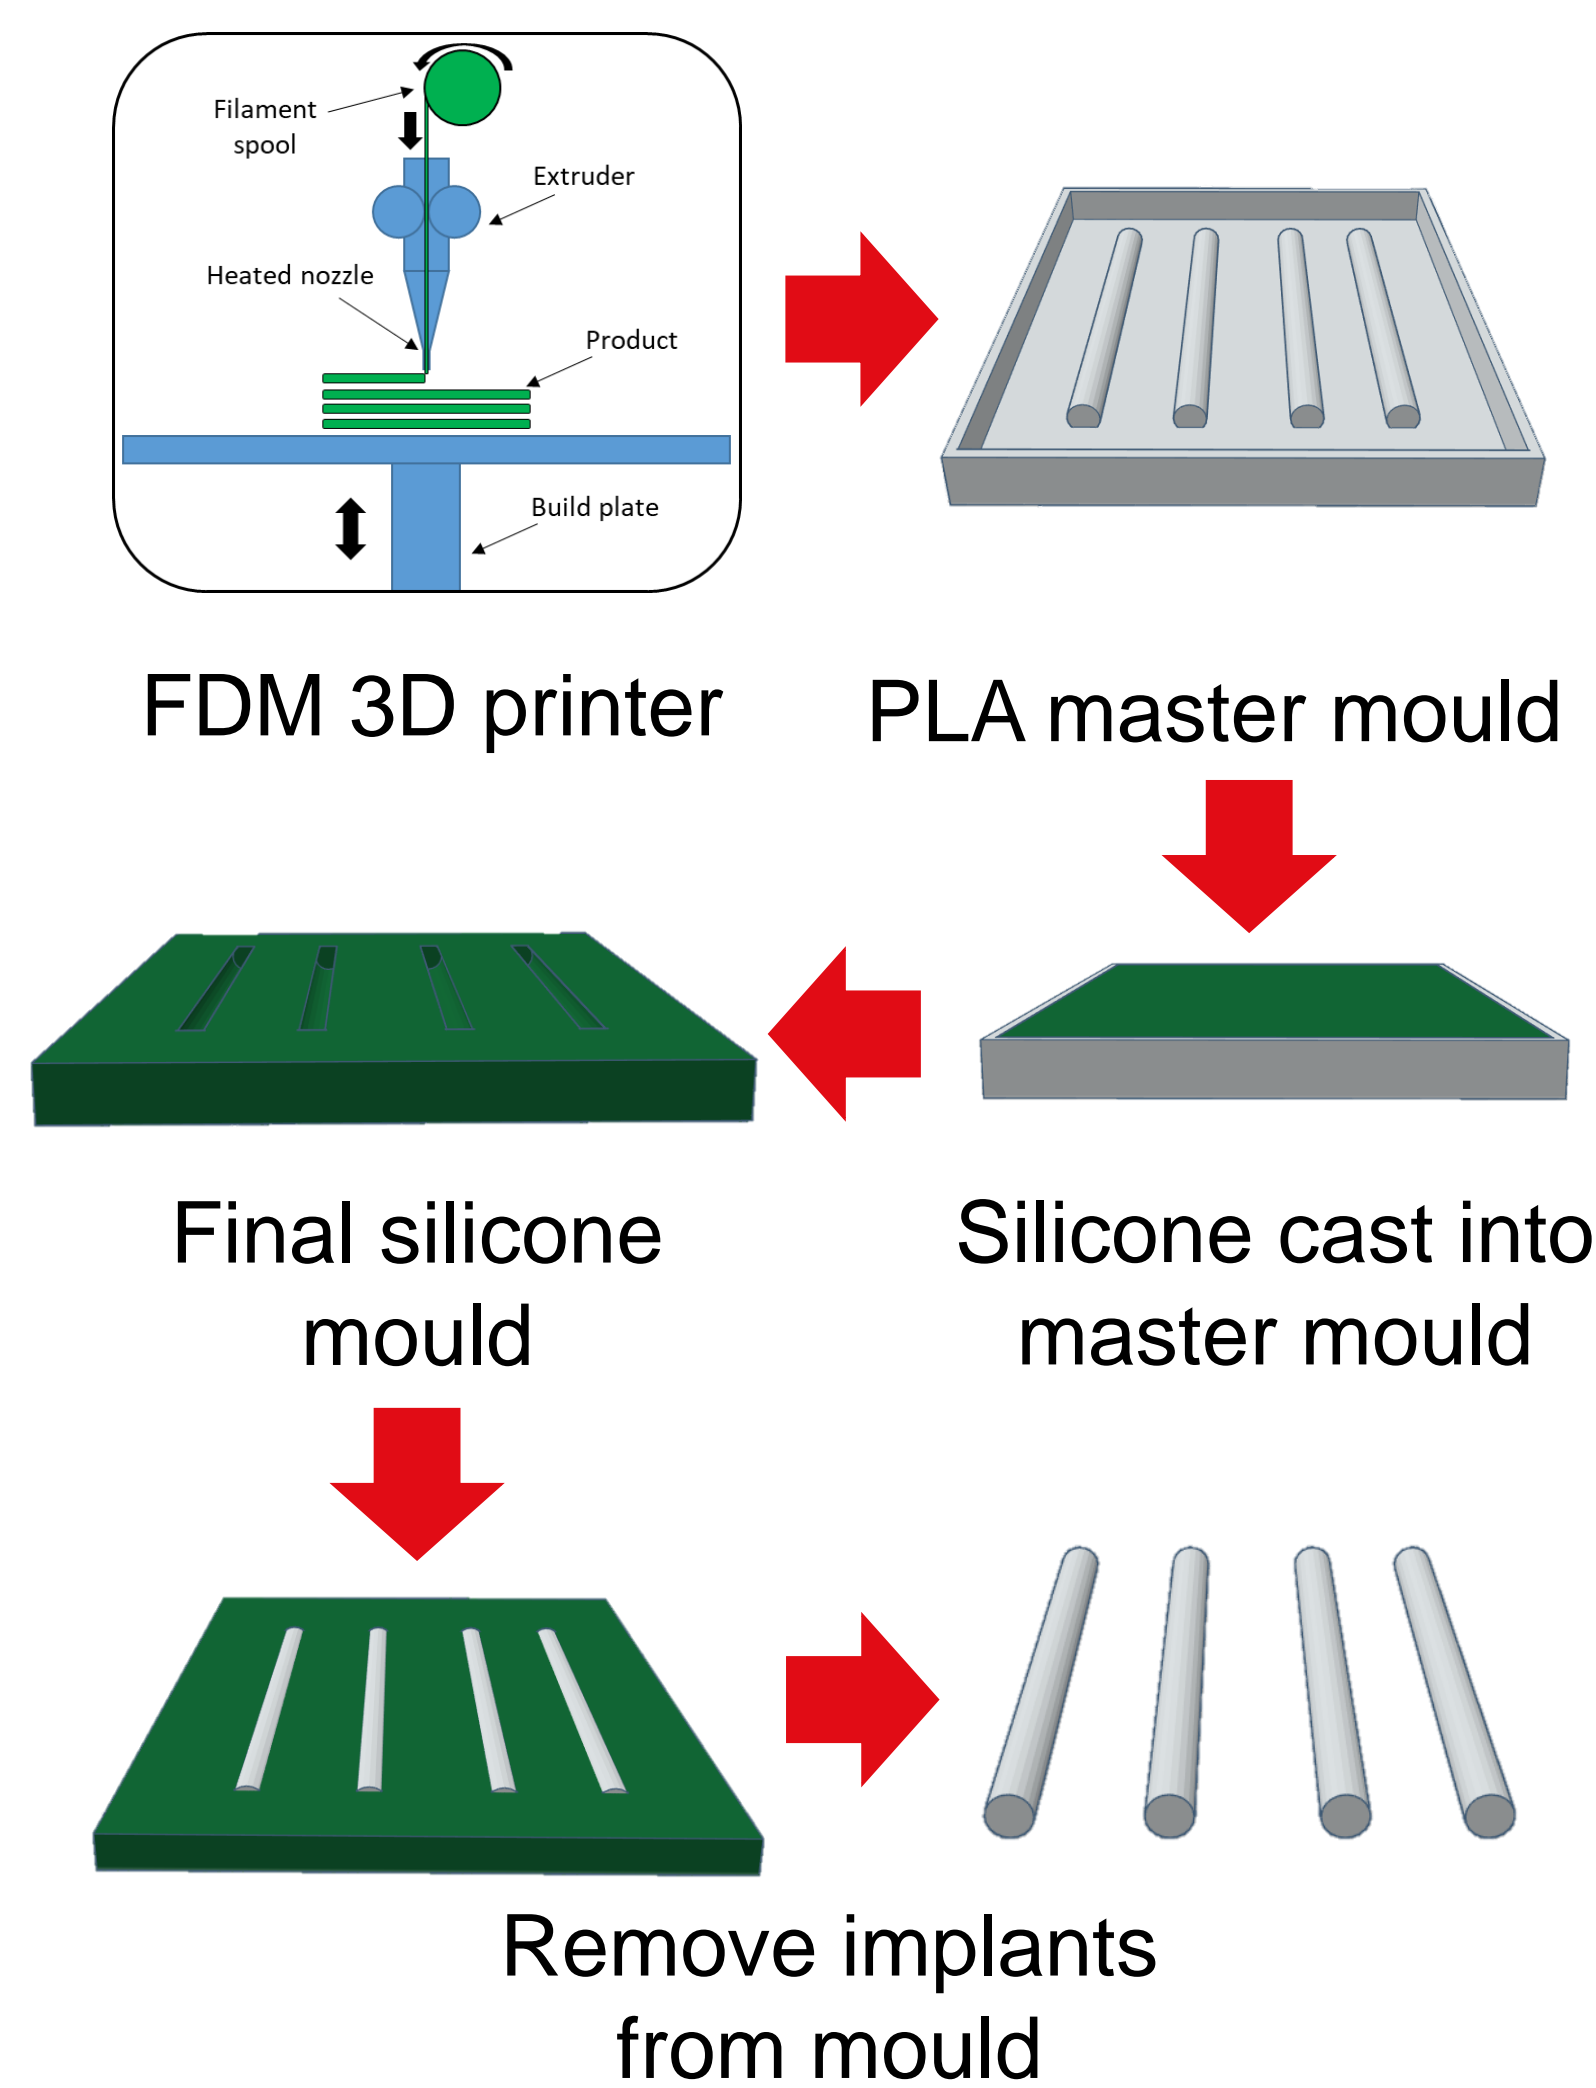 Filament
spool
Extruder
Heated nozzle
Product
Build plate
FDM 3D printer
PLA master mould
Final silicone
mould
Silicone cast into
master mould
Remove implants
from mould